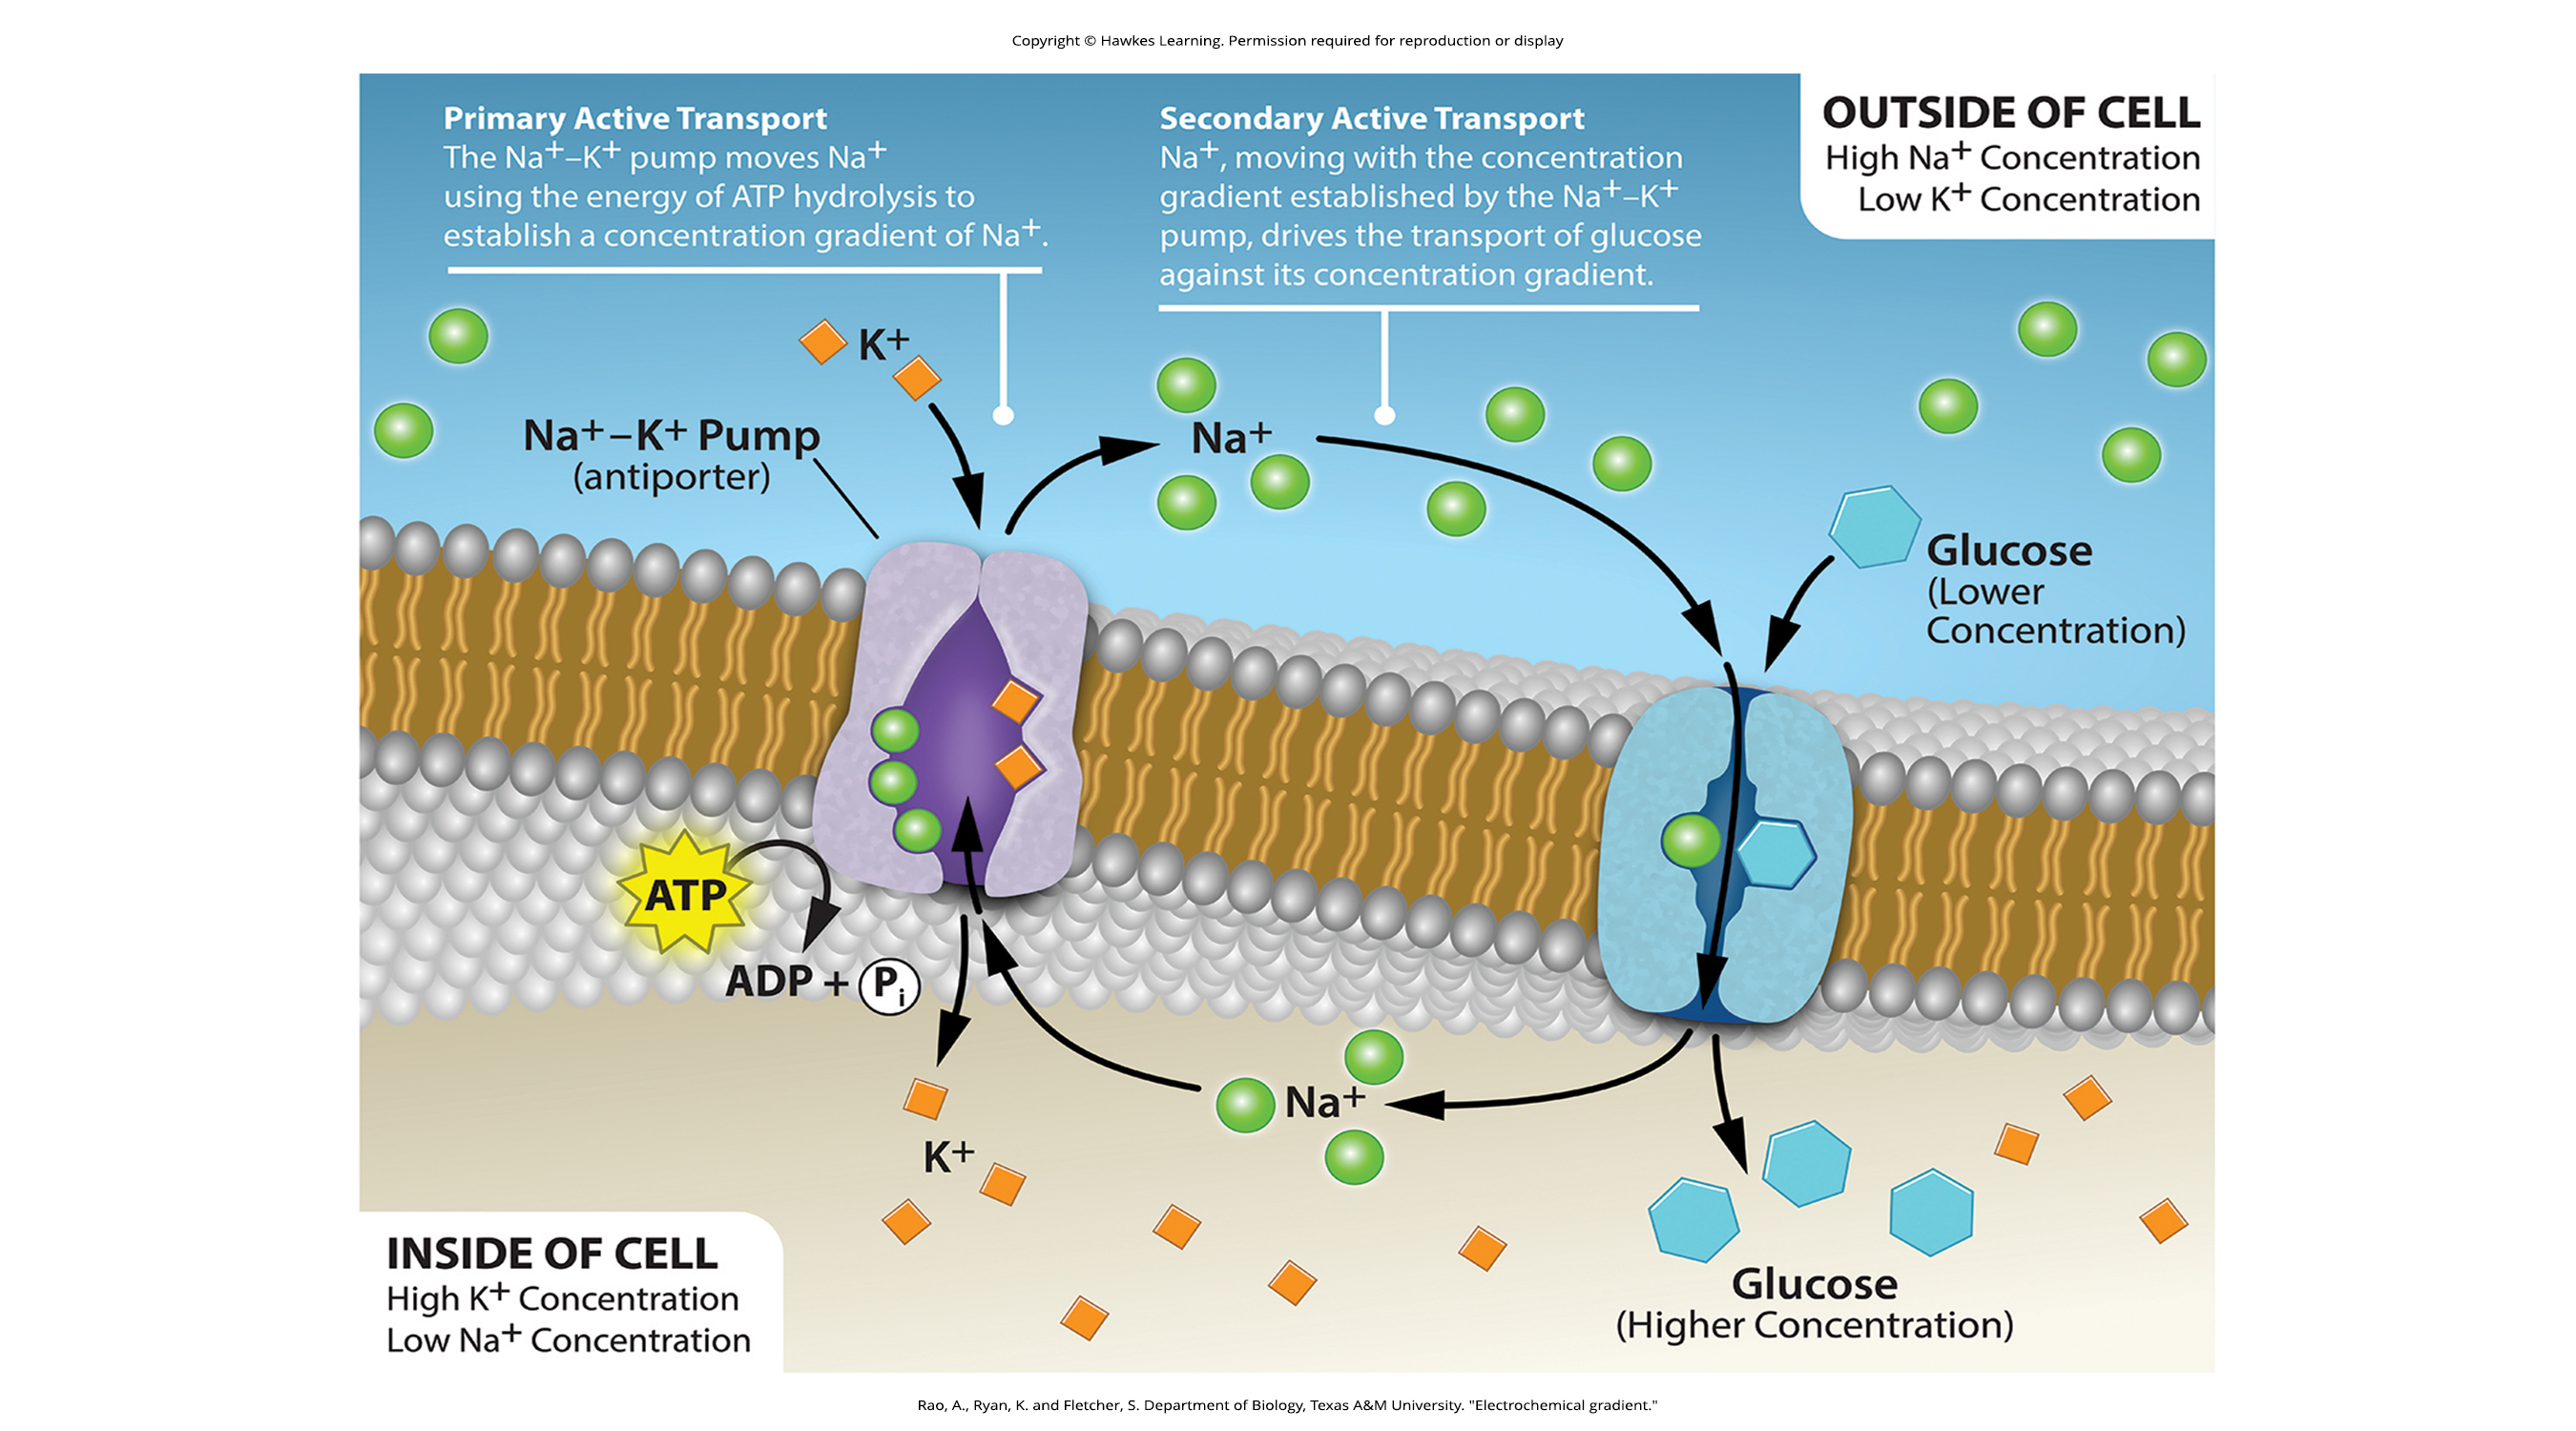 Copyright © Hawkes Learning. Permission required for reproduction or display
Primary Active Transport
The Na⁺–K⁺ pump moves Na⁺
using the energy of ATP hydrolysis to
establish a concentration gradient of Na⁺.
Secondary Active Transport
Na⁺, moving with the concentration
gradient established by the Na⁺–K⁺
pump, drives the transport of glucose
against its concentration gradient.
OUTSIDE OF CELL
High Na⁺ Concentration
Low K⁺ Concentration
K⁺
Na⁺–K⁺ Pump
(antiporter)
Na⁺
Glucose
(Lower
Concentration)
ATP
ADP + Pᵢ
Na⁺
K⁺
INSIDE OF CELL
High K⁺ Concentration
Low Na⁺ Concentration
Glucose
(Higher Concentration)
Rao, A., Ryan, K. and Fletcher, S. Department of Biology, Texas A&M University. "Electrochemical gradient."